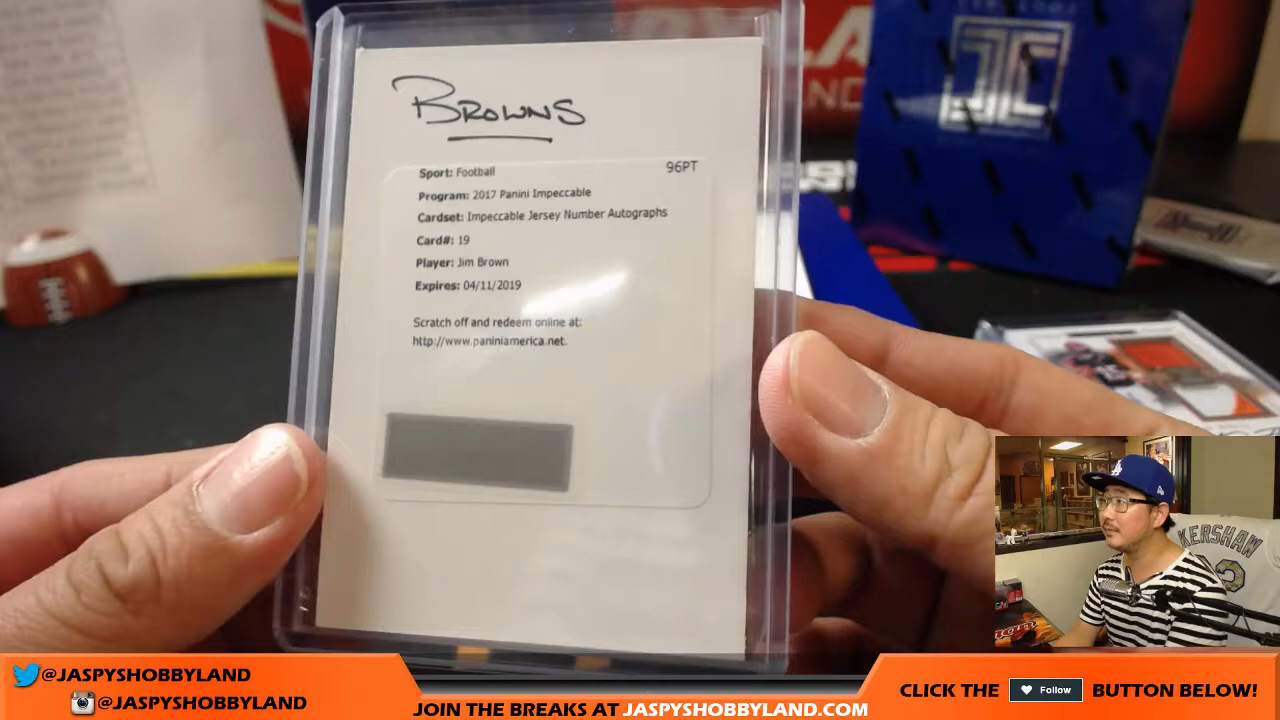 BROWNS
Sport: Football
96PT
Program: 2017 Panini Impeccable
Cardset: Impeccable Jersey Number Autographs
Card#: 19
Player: Jim Brown
Expires: 04/11/2019
Scratch off and redeem online at:
http://www.paniniamerica.net.
KERSHAW
@JASPYSHOBBYLAND
@JASPYSHOBBYLAND
JOIN THE BREAKS AT JASPYSHOBBYLAND.COM
CLICK THE Follow BUTTON BELOW!